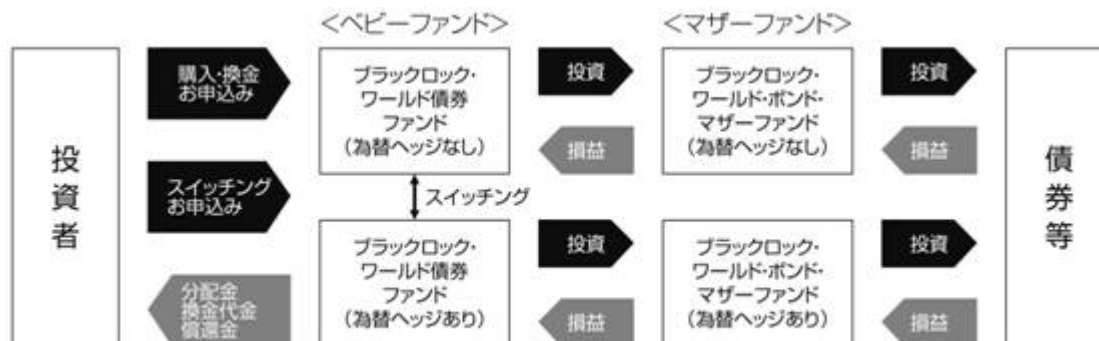 <ベビーファンド>
<マザーファンド>
投資者
購入・換金
お申込み
スイッチング
お申込み
分配金
換金代金
償還金
ブラックロック・
ワールド債券
ファンド
(為替ヘッジなし)
スイッチング
ブラックロック・
ワールド債券
ファンド
(為替ヘッジあり)
投資
損益
投資
損益
ブラックロック・
ワールド・ボンド・
マザーファンド
(為替ヘッジなし)
ブラックロック・
ワールド・ボンド・
マザーファンド
(為替ヘッジあり)
投資
損益
投資
損益
債券等